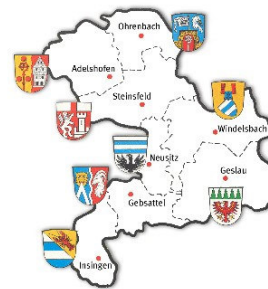 Ohrenbach
Adelshofen
Steinsfeld
Windelsbach
Neusitz
Geslau
Gebsattel
Insingen